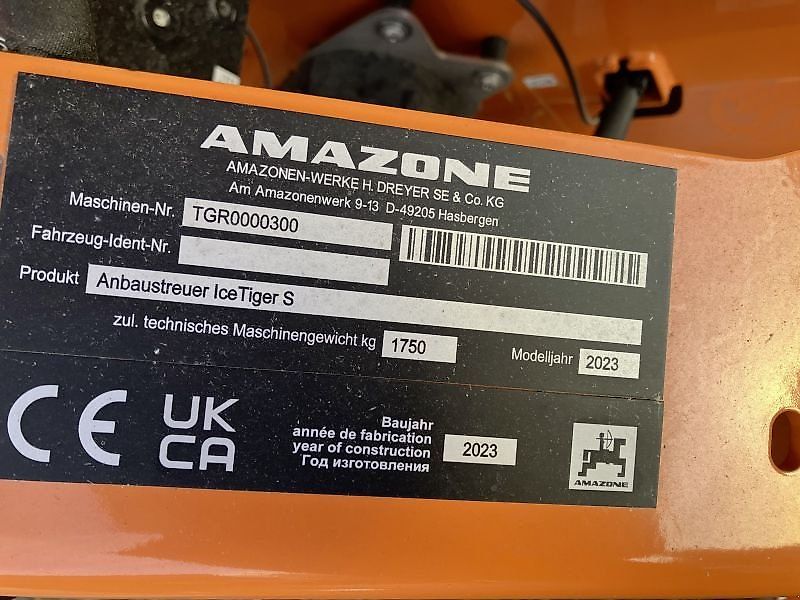 AMAZONE
AMAZONEN-WERKE H. DREYER SE & Co. KG
Am Amazonenwerk 9-13 D-49205 Hasbergen
Maschinen-Nr. TGR0000300
Fahrzeug-Ident-Nr.
Produkt Anbaustreuer IceTiger S
zul. technisches Maschinengewicht kg 1750
Modelljahr 2023
CE
UK
CA
Baujahr
année de fabrication
year of construction
Год изготовления
2023
AMAZONE